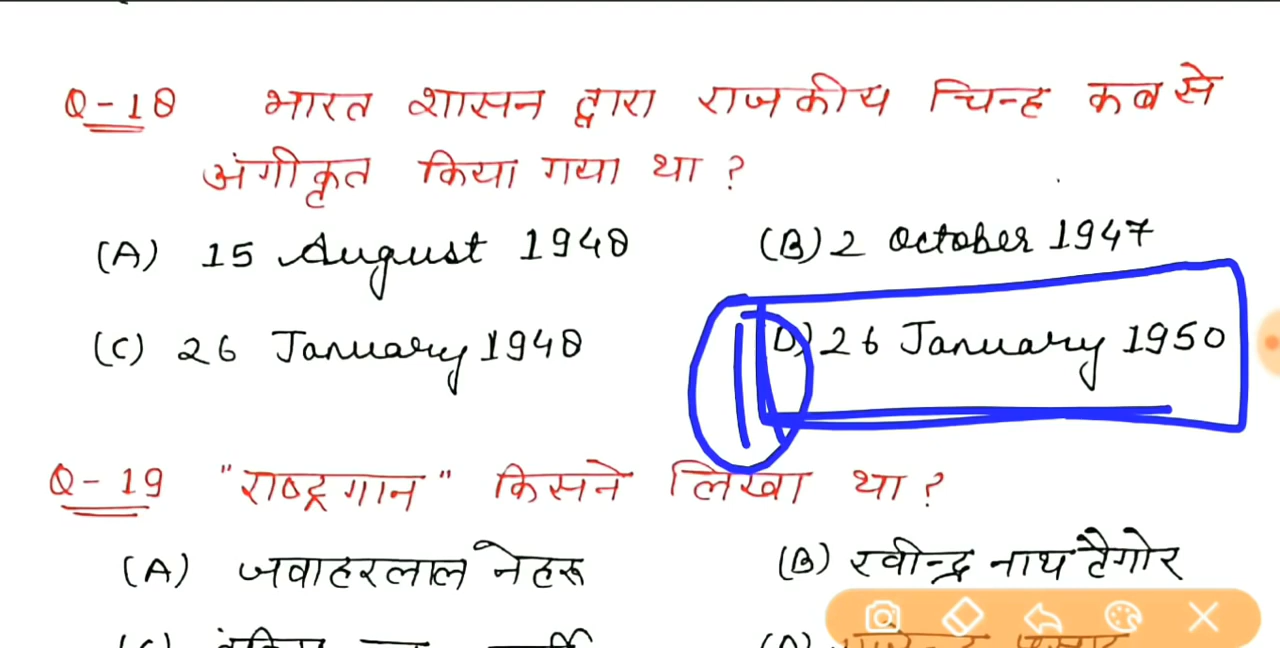 Q-18 भारत शासन द्वारा राजकीय चिन्ह कब से
अंगीकृत किया गया था ?
(A) 15 August 1948 (B) 2 October 1947
(C) 26 January 1948 (D) 26 January 1950
Q-19 "राष्ट्रगान" किसने लिखा था ?
(A) जवाहरलाल नेहरू (B) रवीन्द्र नाथ टैगोर